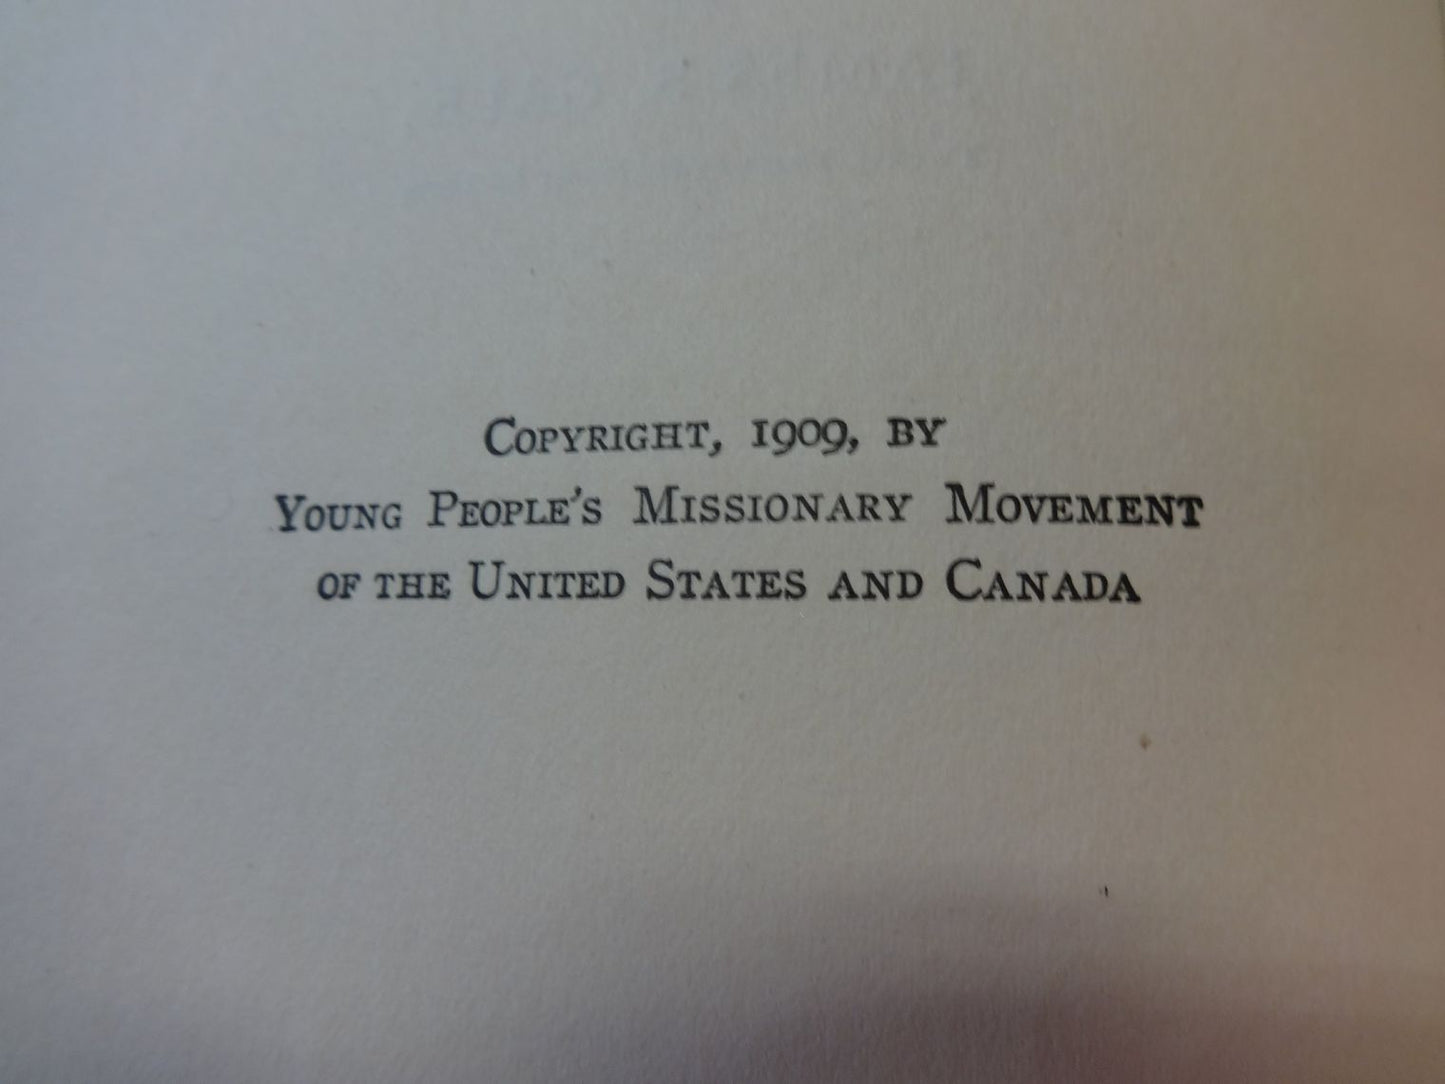 Copyright, 1909, by
Young People's Missionary Movement
of the United States and Canada